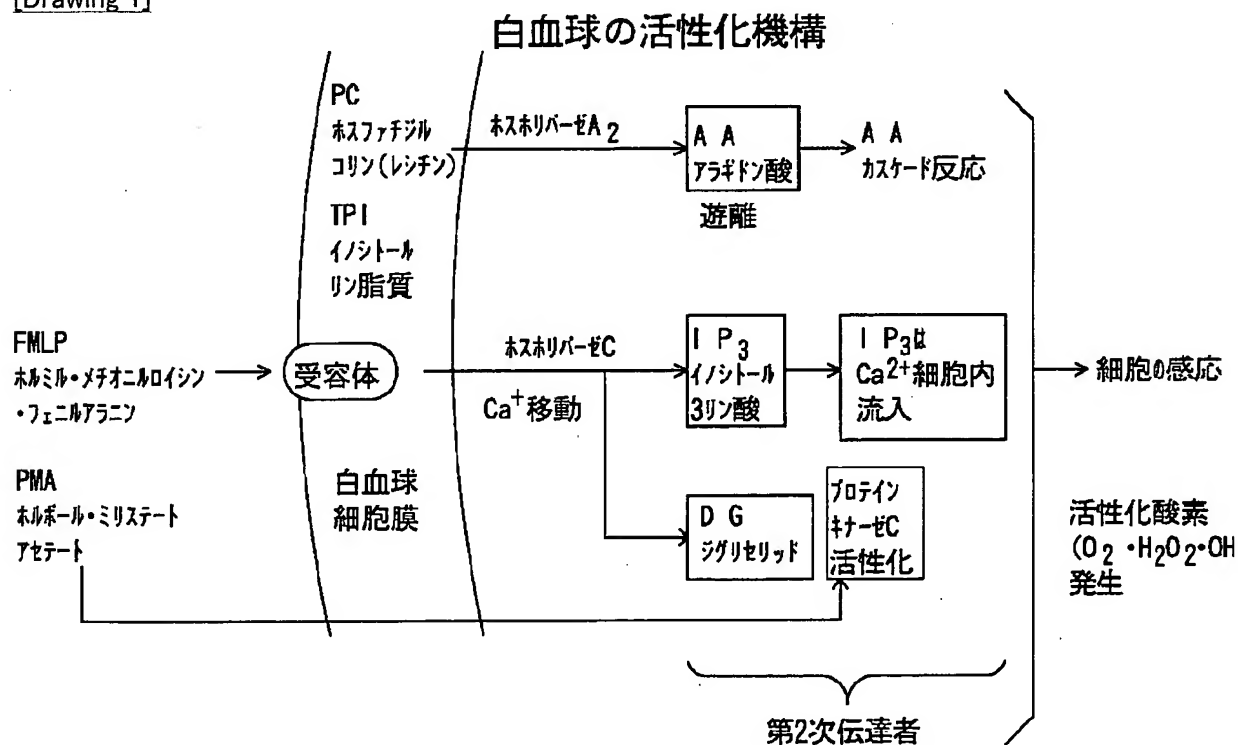 [Drawing 1]
白血球の活性化機構
PC
ホスファチジル
コリン(レシチン)
ホスホリパーゼA2
A A
アラギドン酸
遊離
A A
カスケード反応
TPI
イノシトール
リン脂質
FMLP
ホルミル・メチオニルロイシン
・フェニルアラニン
受容体
ホスホリパーゼC
Ca+移動
I P3
イノシトール
3リン酸
I P3は
Ca2+細胞内
流入
細胞の感応
PMA
ホルボール・ミリステート
アセテート
白血球
細胞膜
D G
ジグリセリッド
プロテイン
キナーゼC
活性化
活性化酸素
(O2・H2O2・OH
発生
第2次伝達者